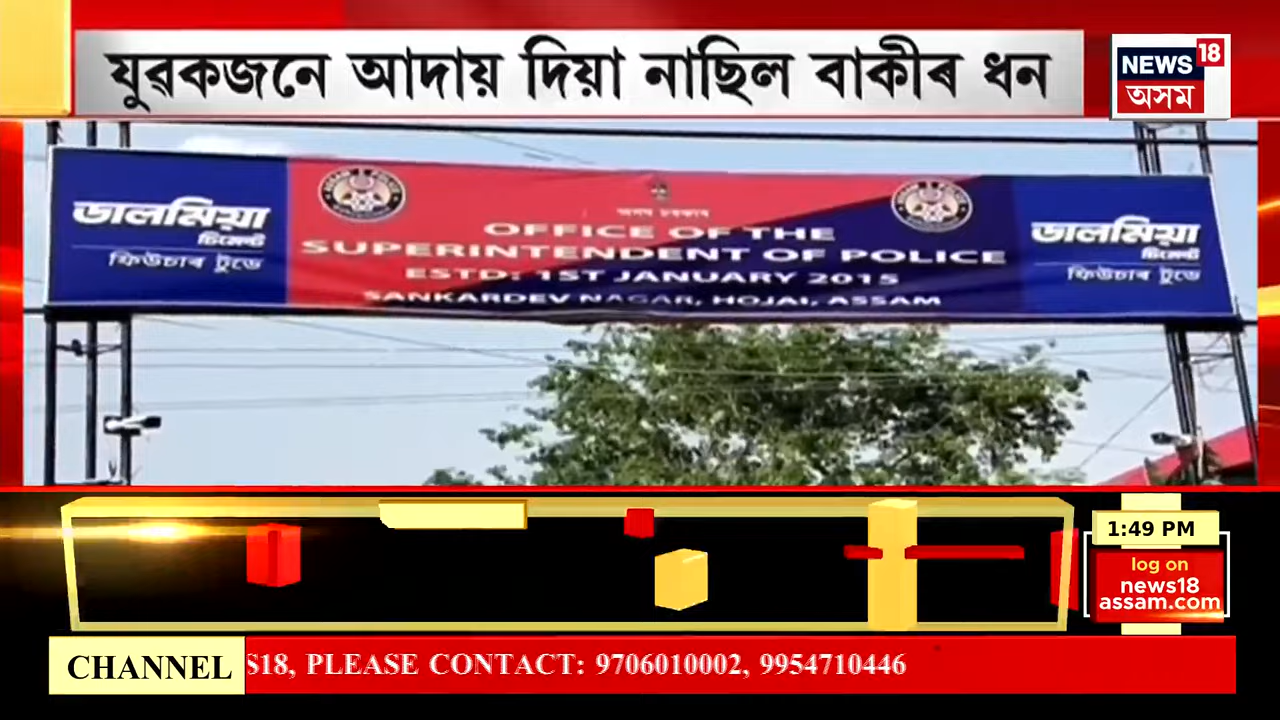 যুৱকজনে আদায় দিয়া নাছিল বাকীৰ ধন
NEWS 18
অসম
ডালমিয়া
চিমেন্ট
ফিউচাৰ টুডে
অসম চৰকাৰ
OFFICE OF THE
SUPERINTENDENT OF POLICE
ESTD: 1ST JANUARY 2015
SANKARDEV NAGAR, HOJAI, ASSAM
ডালমিয়া
চিমেন্ট
ফিউচাৰ টুডে
1:49 PM
log on
news18
assam.com
CHANNEL S18, PLEASE CONTACT: 9706010002, 9954710446